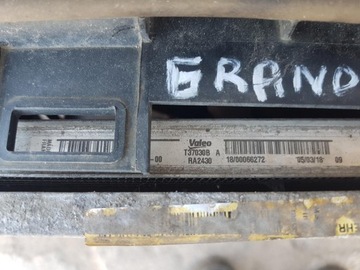 GRAND
Valeo
T37030B A
-00 RA2430 18/00066272 05/03/18 09